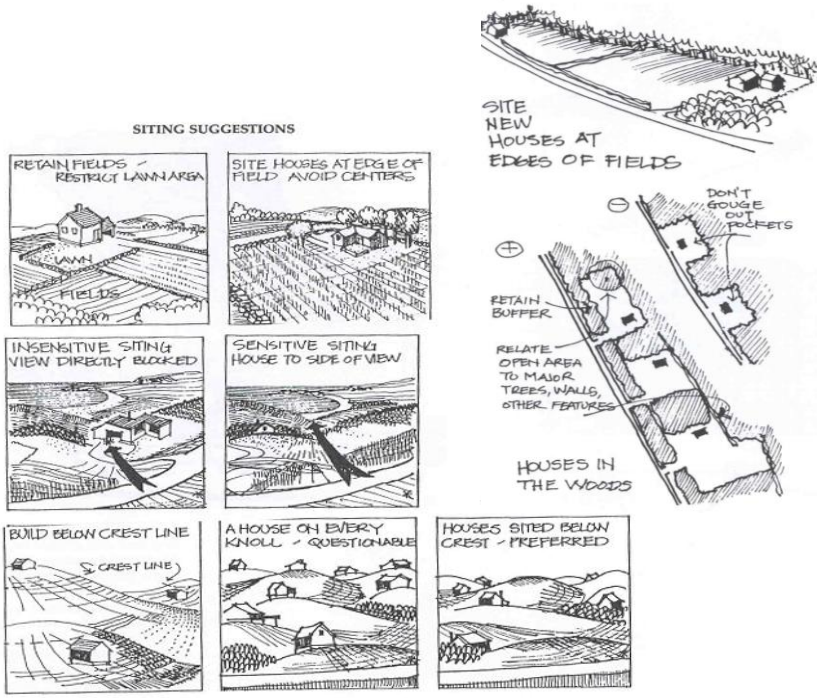 SITING SUGGESTIONS
SITE
NEW
HOUSES AT
EDGES OF FIELDS
RETAIN FIELDS -
RESTRICT LAWN AREA
LAWN
FIELDS
SITE HOUSES AT EDGE OF
FIELD AVOID CENTERS
INSENSITIVE SITING
VIEW DIRECTLY BLOCKED
SENSITIVE SITING
HOUSE TO SIDE OF VIEW
BUILD BELOW CREST LINE
CREST LINE
A HOUSE ON EVERY
KNOLL - QUESTIONABLE
HOUSES SITED BELOW
CREST - PREFERRED
DON'T
GOUGE
OUT
POCKETS
RETAIN
BUFFER
RELATE
OPEN AREA
TO MAJOR
TREES, WALLS,
OTHER FEATURES
HOUSES IN
THE WOODS